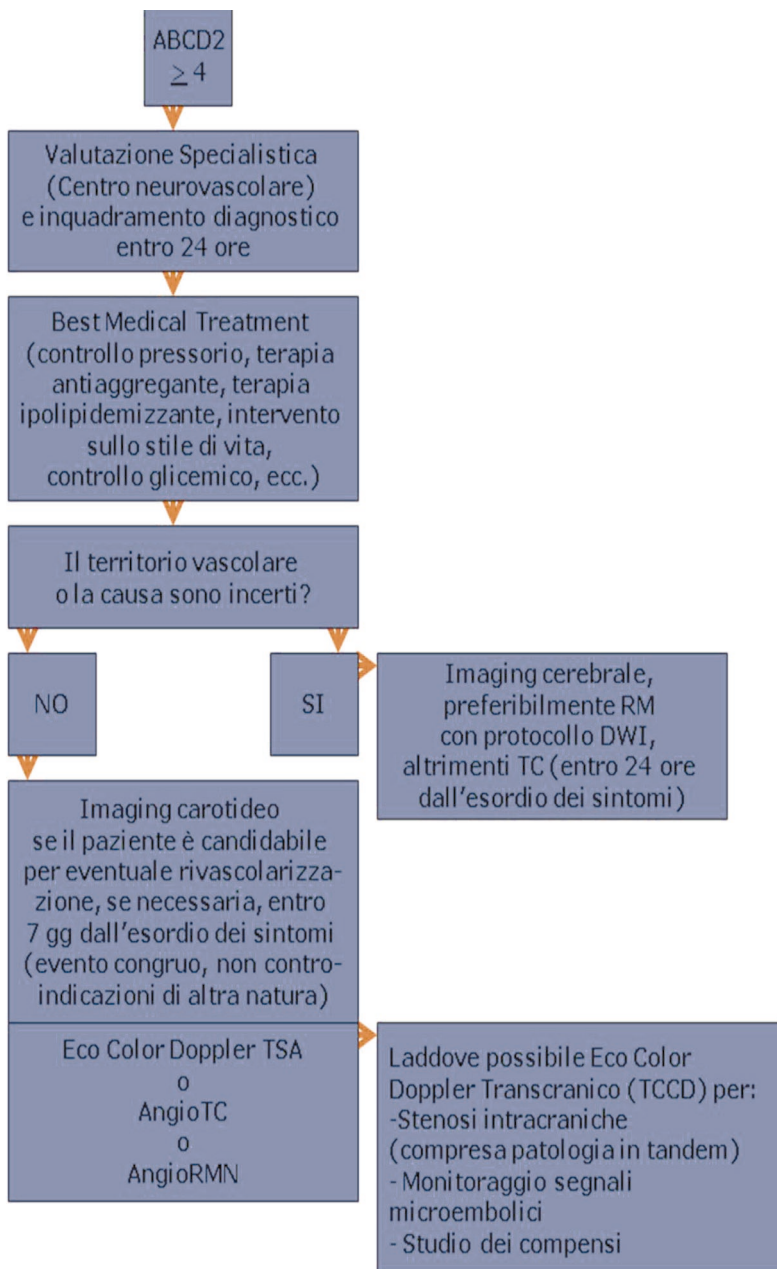 ABCD2
≥ 4
Valutazione Specialistica
(Centro neurovascolare)
e inquadramento diagnostico
entro 24 ore
Best Medical Treatment
(controllo pressorio, terapia
antiaggregante, terapia
ipolipidemizzante, intervento
sullo stile di vita,
controllo glicemico, ecc.)
Il territorio vascolare
o la causa sono incerti?
NO
SI
Imaging cerebrale,
preferibilmente RM
con protocollo DWI,
altrimenti TC (entro 24 ore
dall'esordio dei sintomi)
Imaging carotideo
se il paziente è candidabile
per eventuale rivascolarizza-
zione, se necessaria, entro
7 gg dall'esordio dei sintomi
(evento congruo, non contro-
indicazioni di altra natura)
Eco Color Doppler TSA
o
AngioTC
o
AngioRMN
Laddove possibile Eco Color
Doppler Transcranico (TCCD) per:
-Stenosi intracraniche
(compresa patologia in tandem)
- Monitoraggio segnali
microembolici
- Studio dei compensi